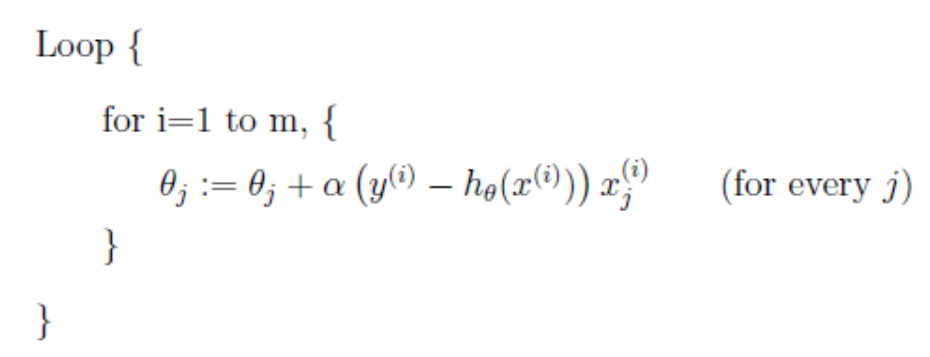 Loop {
for i=1 to m, {
θ_j := θ_j + α (y^(i) − h_θ(x^(i))) x_j^(i) (for every j)
}
}